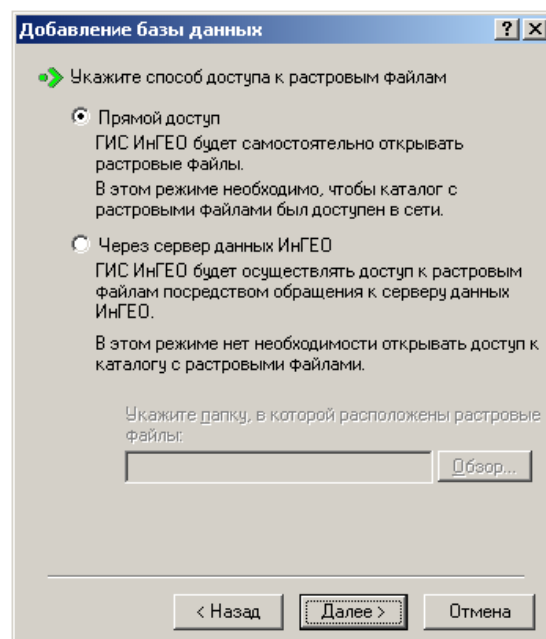 Добавление базы данных
Укажите способ доступа к растровым файлам
Прямой доступ
ГИС ИнГЕО будет самостоятельно открывать
растровые файлы.
В этом режиме необходимо, чтобы каталог с
растровыми файлами был доступен в сети.
Через сервер данных ИнГЕО
ГИС ИнГЕО будет осуществлять доступ к растровым
файлам посредством обращения к серверу данных
ИнГЕО.
В этом режиме нет необходимости открывать доступ к
каталогу с растровыми файлами.
Укажите папку, в которой расположены растровые
файлы:
Обзор...
< Назад
Далее >
Отмена